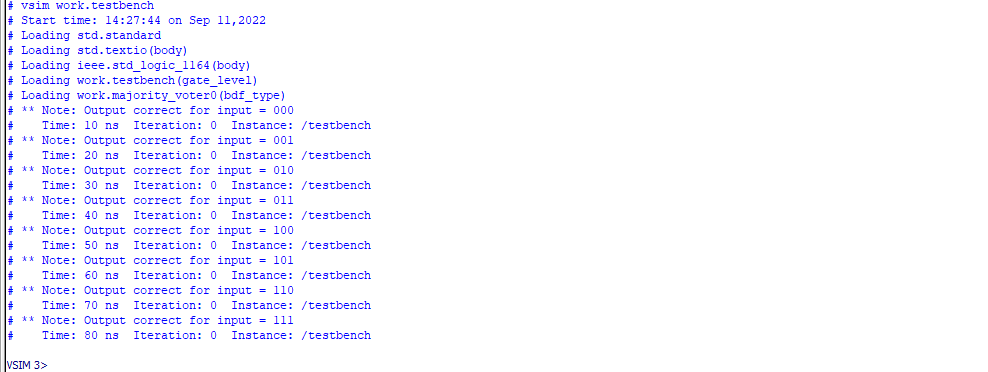 # vsim work.testbench
# Start time: 14:27:44 on Sep 11,2022
# Loading std.standard
# Loading std.textio(body)
# Loading ieee.std_logic_1164(body)
# Loading work.testbench(gate_level)
# Loading work.majority_voter0(bdf_type)
# ** Note: Output correct for input = 000
#    Time: 10 ns  Iteration: 0  Instance: /testbench
# ** Note: Output correct for input = 001
#    Time: 20 ns  Iteration: 0  Instance: /testbench
# ** Note: Output correct for input = 010
#    Time: 30 ns  Iteration: 0  Instance: /testbench
# ** Note: Output correct for input = 011
#    Time: 40 ns  Iteration: 0  Instance: /testbench
# ** Note: Output correct for input = 100
#    Time: 50 ns  Iteration: 0  Instance: /testbench
# ** Note: Output correct for input = 101
#    Time: 60 ns  Iteration: 0  Instance: /testbench
# ** Note: Output correct for input = 110
#    Time: 70 ns  Iteration: 0  Instance: /testbench
# ** Note: Output correct for input = 111
#    Time: 80 ns  Iteration: 0  Instance: /testbench
VSIM 3>